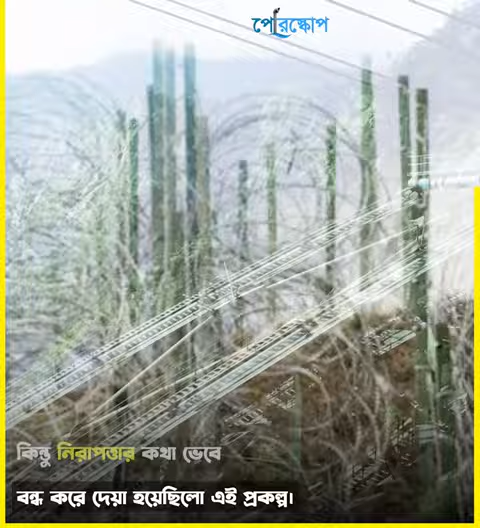 পেরিস্কোপ
কিন্তু নিরাপত্তার কথা ভেবে
বন্ধ করে দেয়া হয়েছিলো এই প্রকল্প।